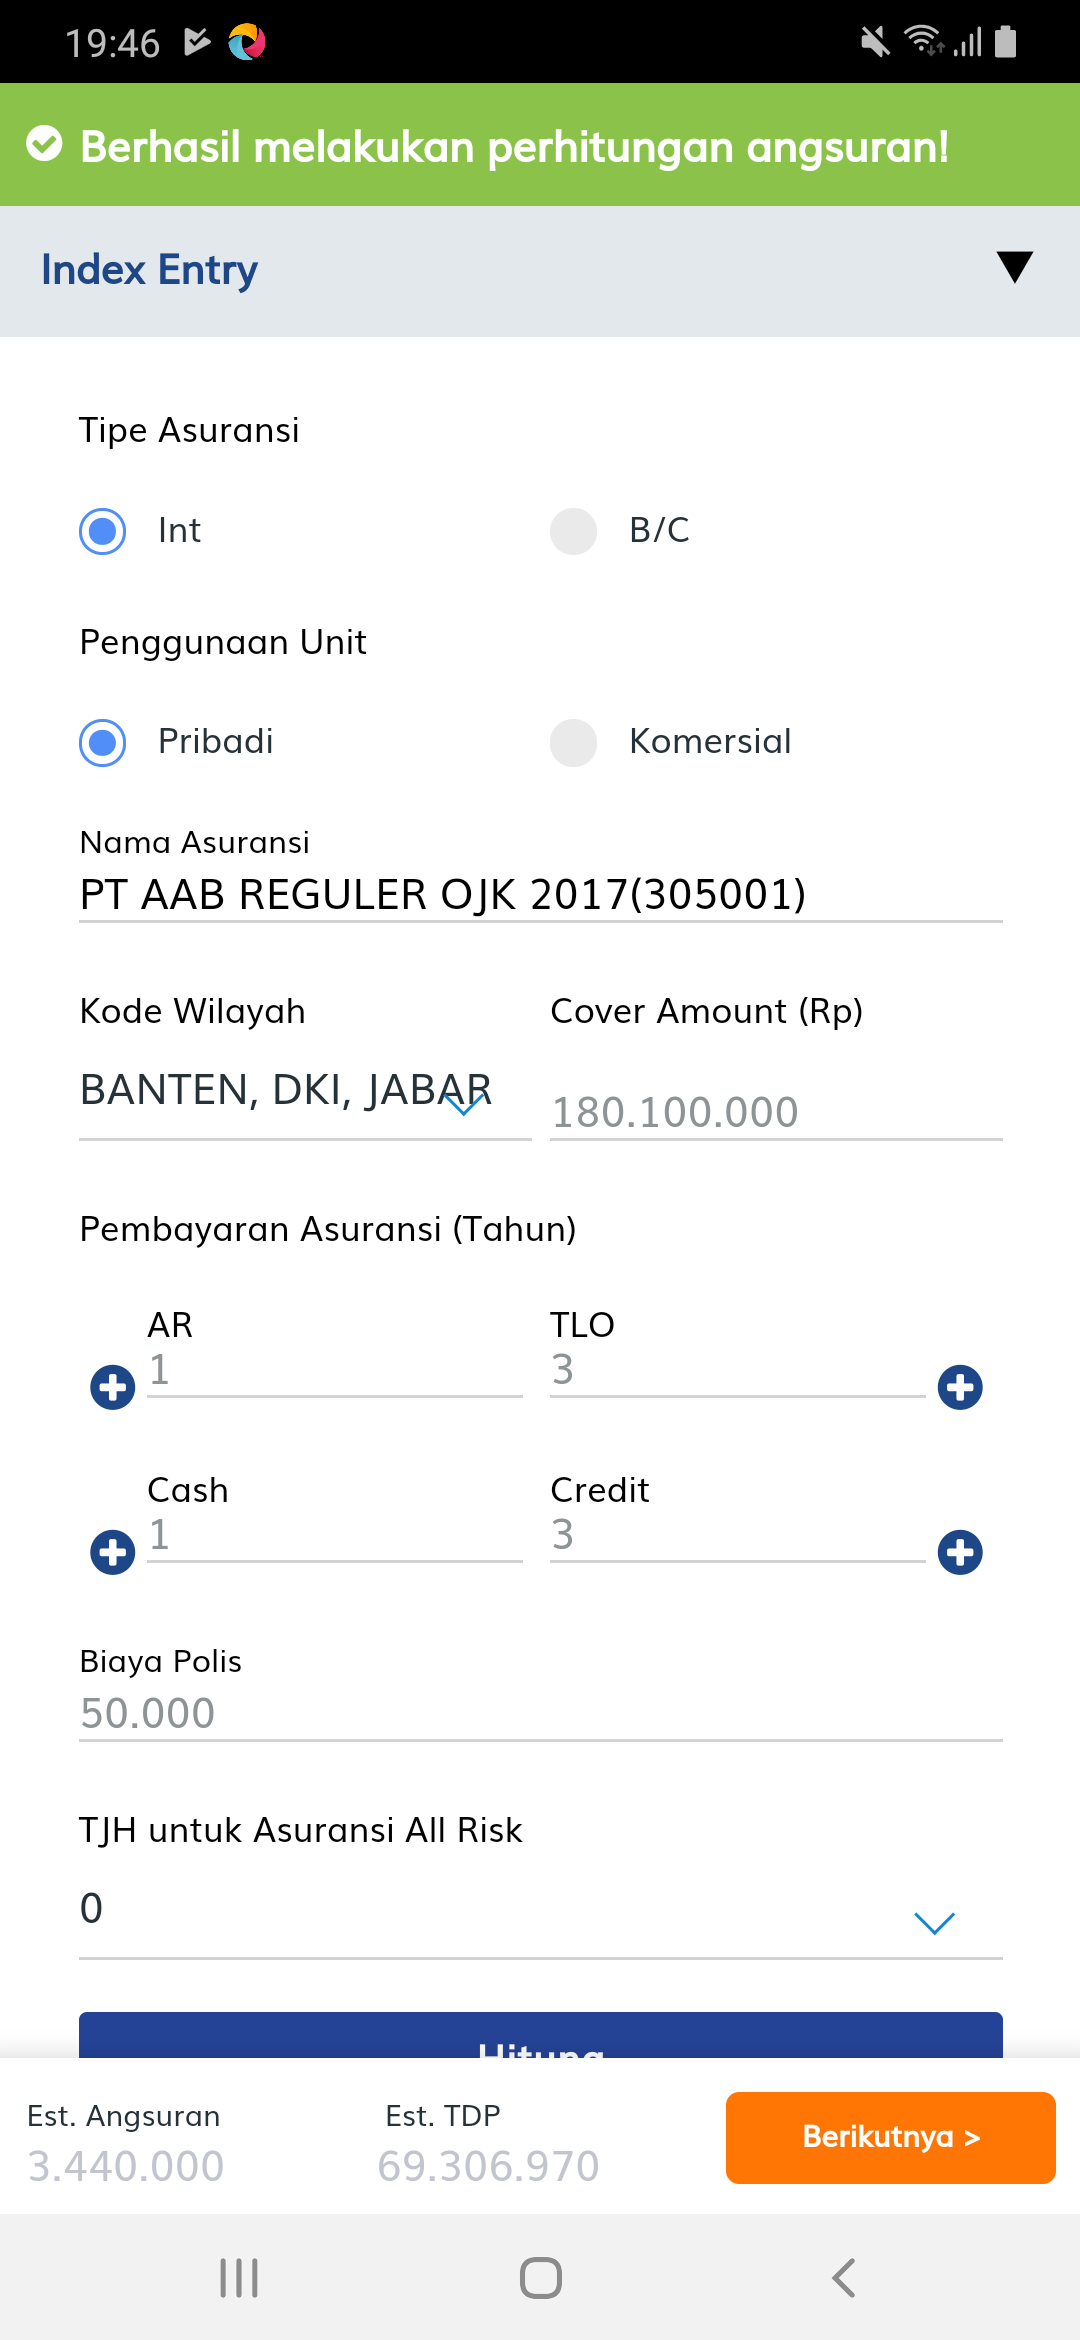 19:46
Berhasil melakukan perhitungan angsuran!
Index Entry
Tipe Asuransi
Int
B/C
Penggunaan Unit
Pribadi
Komersial
Nama Asuransi
PT AAB REGULER OJK 2017(305001)
Kode Wilayah
Cover Amount (Rp)
BANTEN, DKI, JABAR
180.100.000
Pembayaran Asuransi (Tahun)
AR
TLO
1
3
Cash
Credit
1
3
Biaya Polis
50.000
TJH untuk Asuransi All Risk
0
Hitung
Est. Angsuran
Est. TDP
3.440.000
69.306.970
Berikutnya >